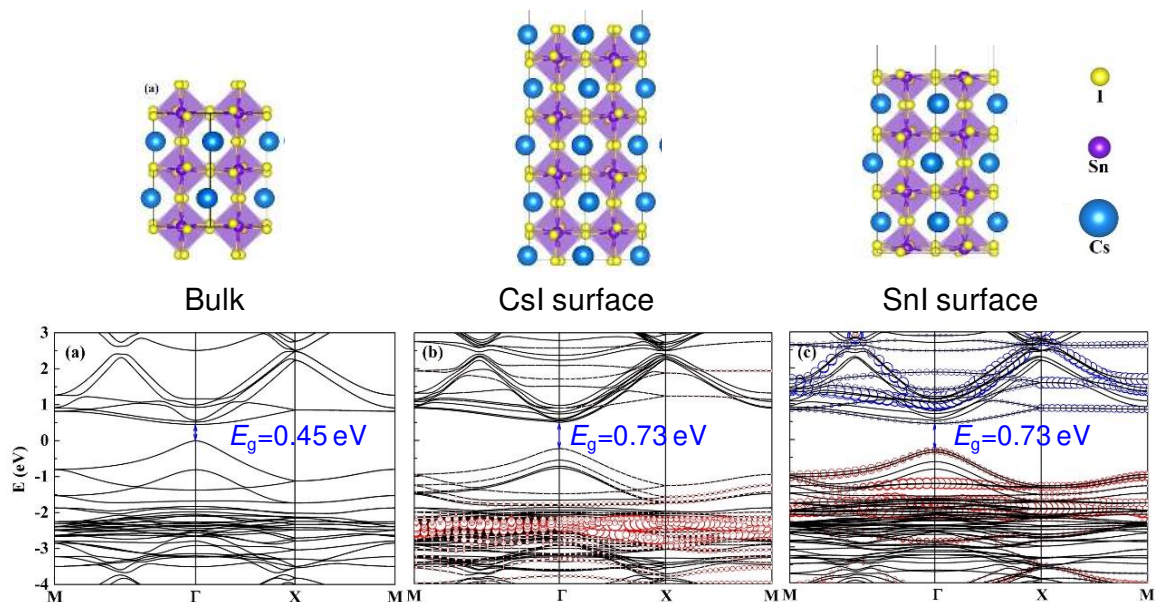 (a)
I
Sn
Cs
Bulk
CsI surface
SnI surface
3
2
1
0
-1
-2
-3
-4
E (eV)
(a)
Eg=0.45 eV
M
Γ
X
M
(b)
Eg=0.73 eV
M
Γ
X
M
(c)
Eg=0.73 eV
M
Γ
X
M